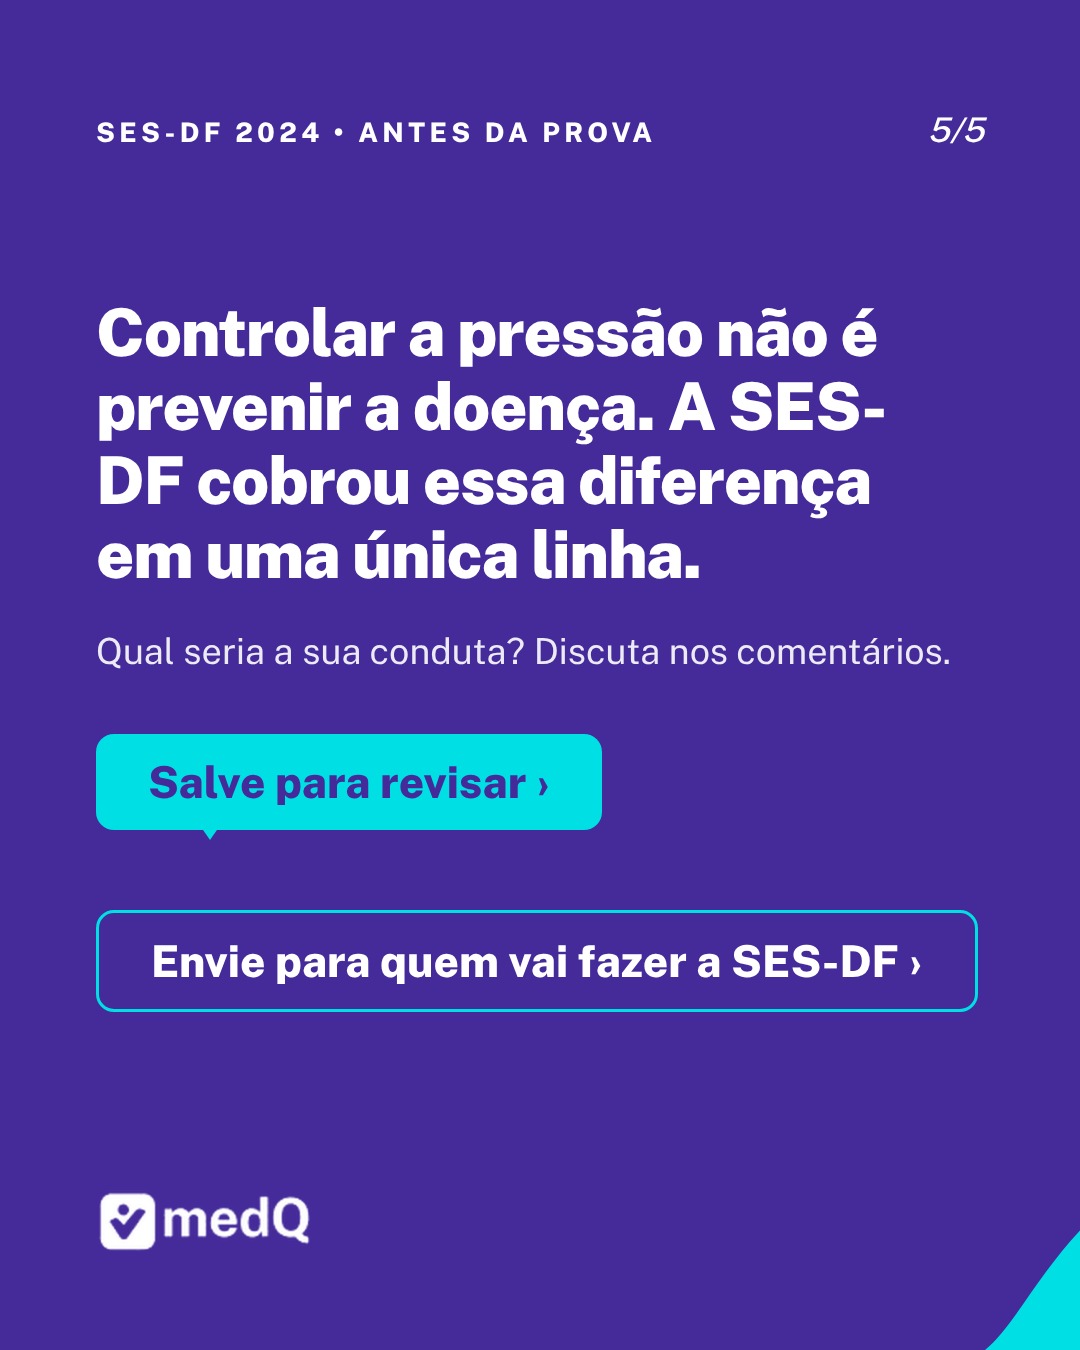 SES-DF 2024 • ANTES DA PROVA
5/5
Controlar a pressão não é
prevenir a doença. A SES-
DF cobrou essa diferença
em uma única linha.
Qual seria a sua conduta? Discuta nos comentários.
Salve para revisar ›
Envie para quem vai fazer a SES-DF ›
medQ